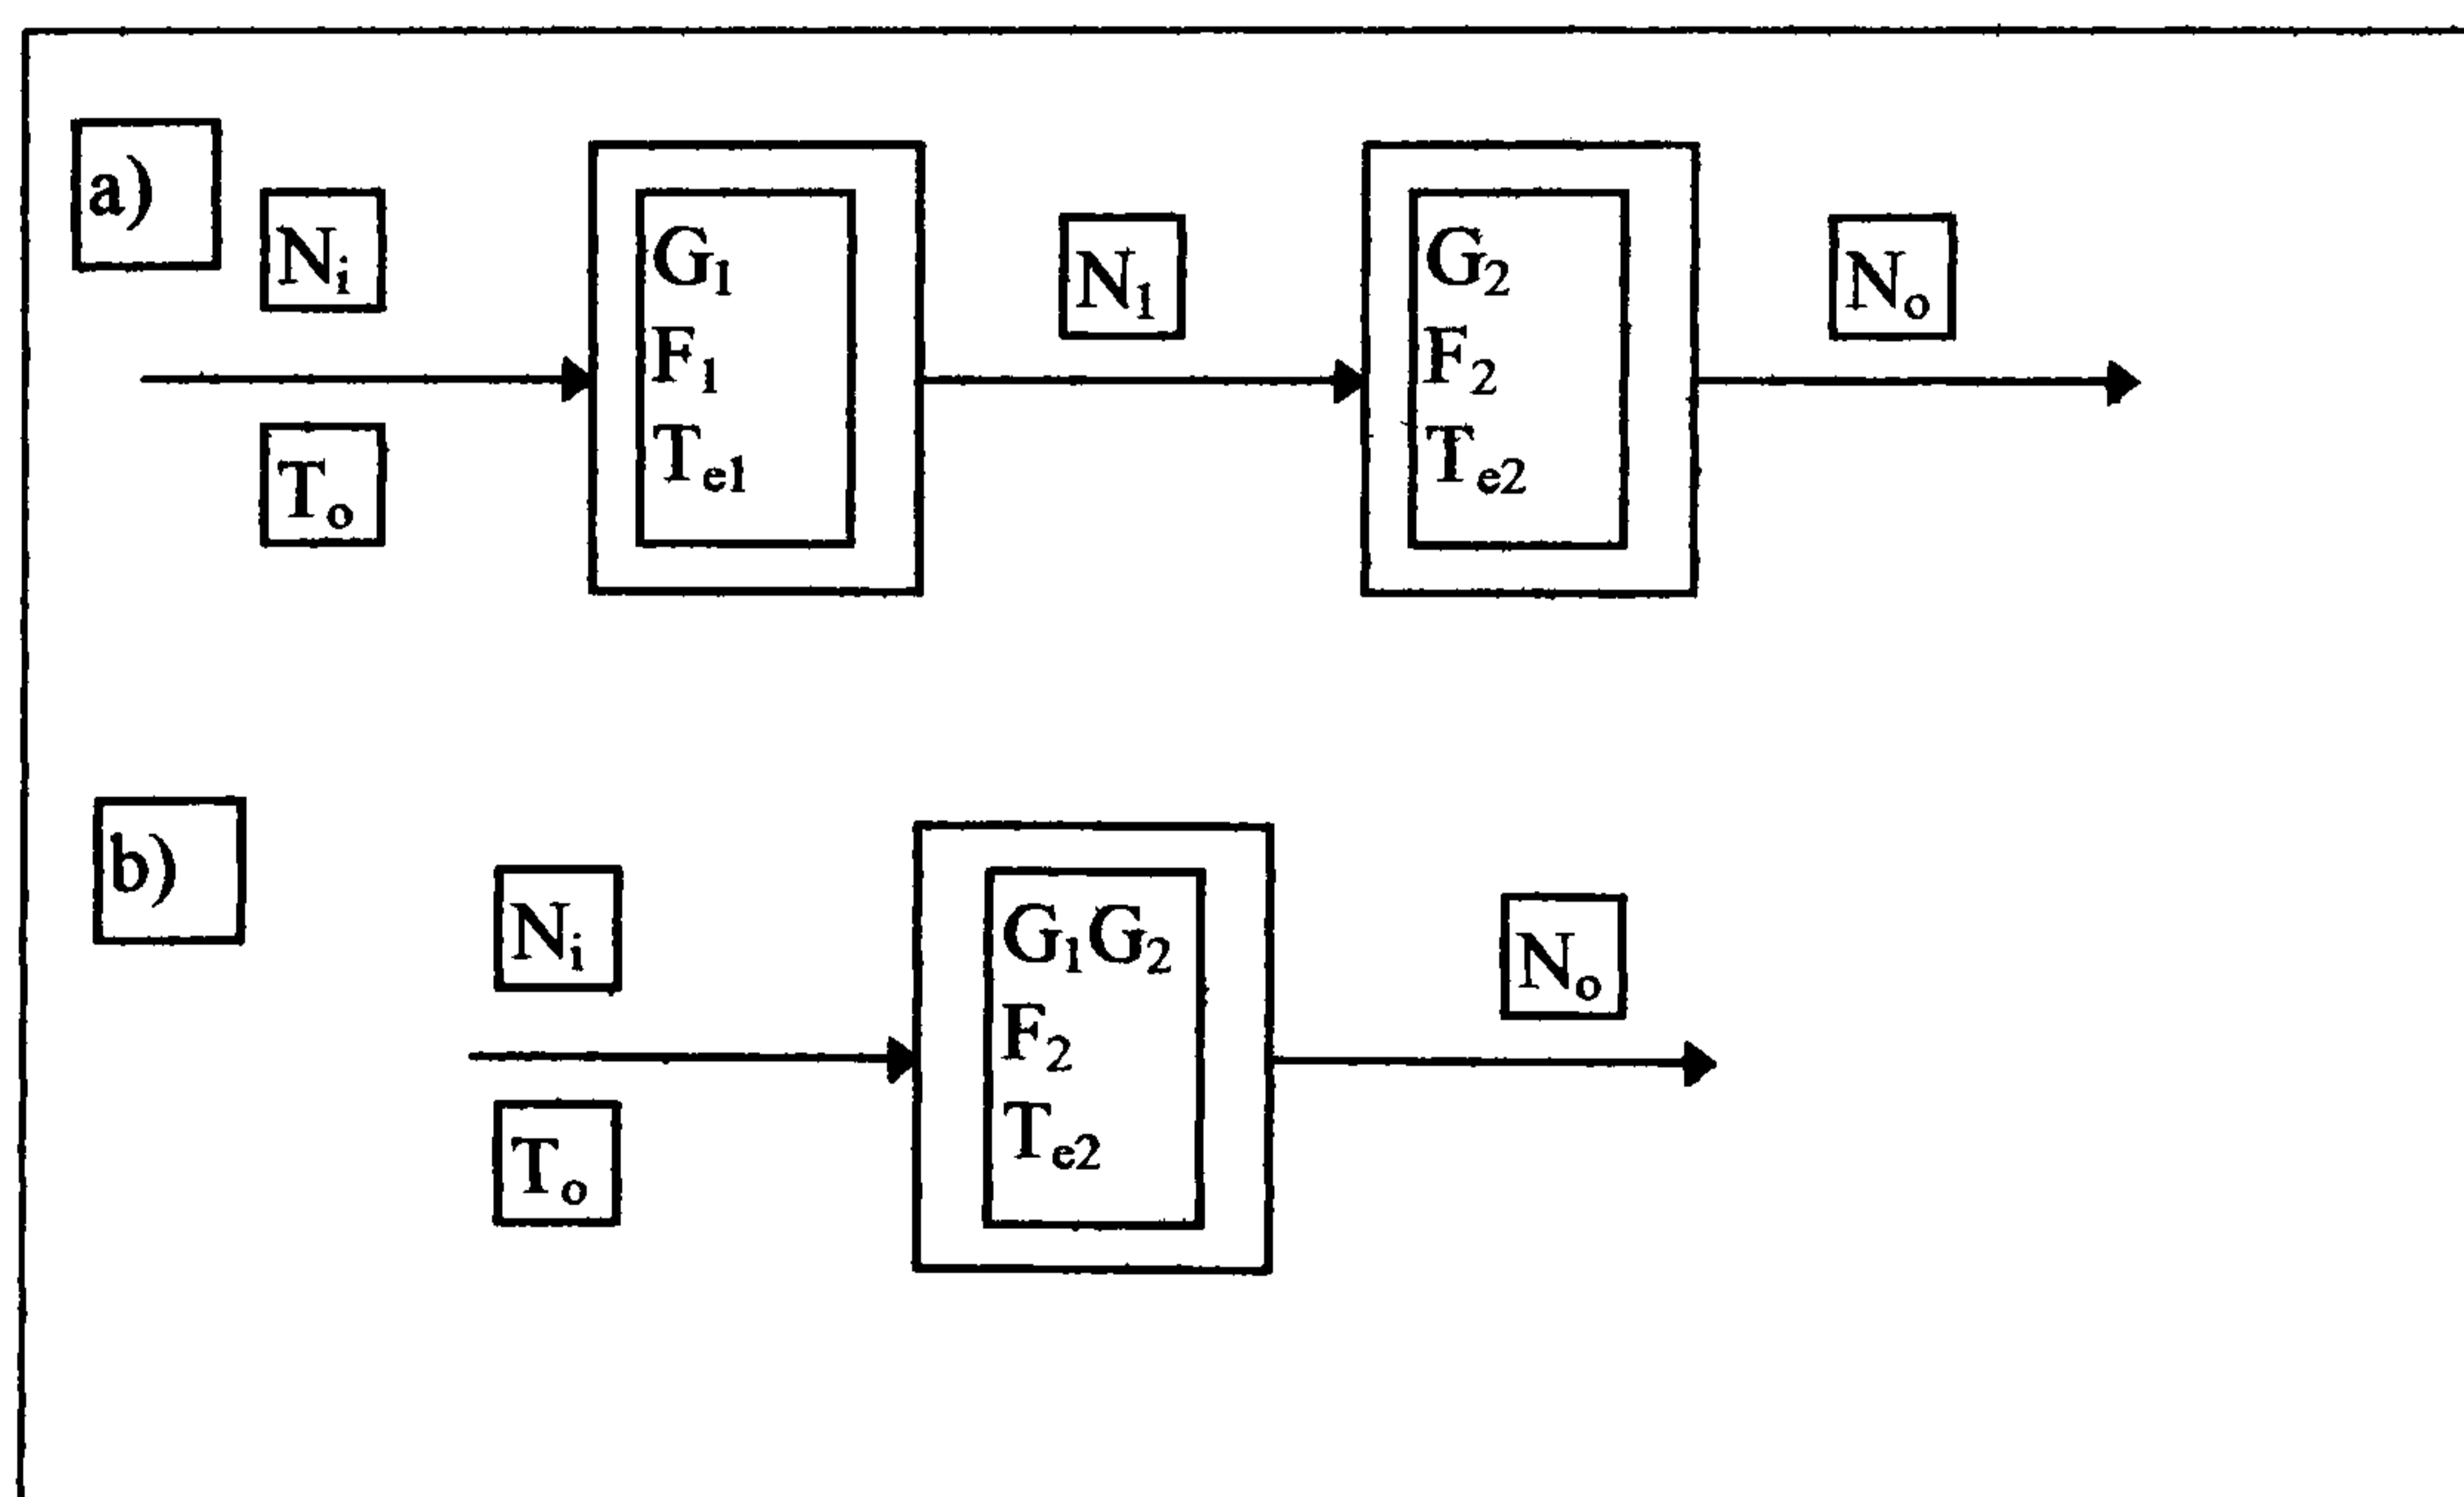 a)
Nᵢ
Tₒ
G₁
F₁
Tₑ₁
N₁
G₂
F₂
Tₑ₂
Nₒ
b)
Nᵢ
Tₒ
G₁G₂
F₂
Tₑ₂
Nₒ